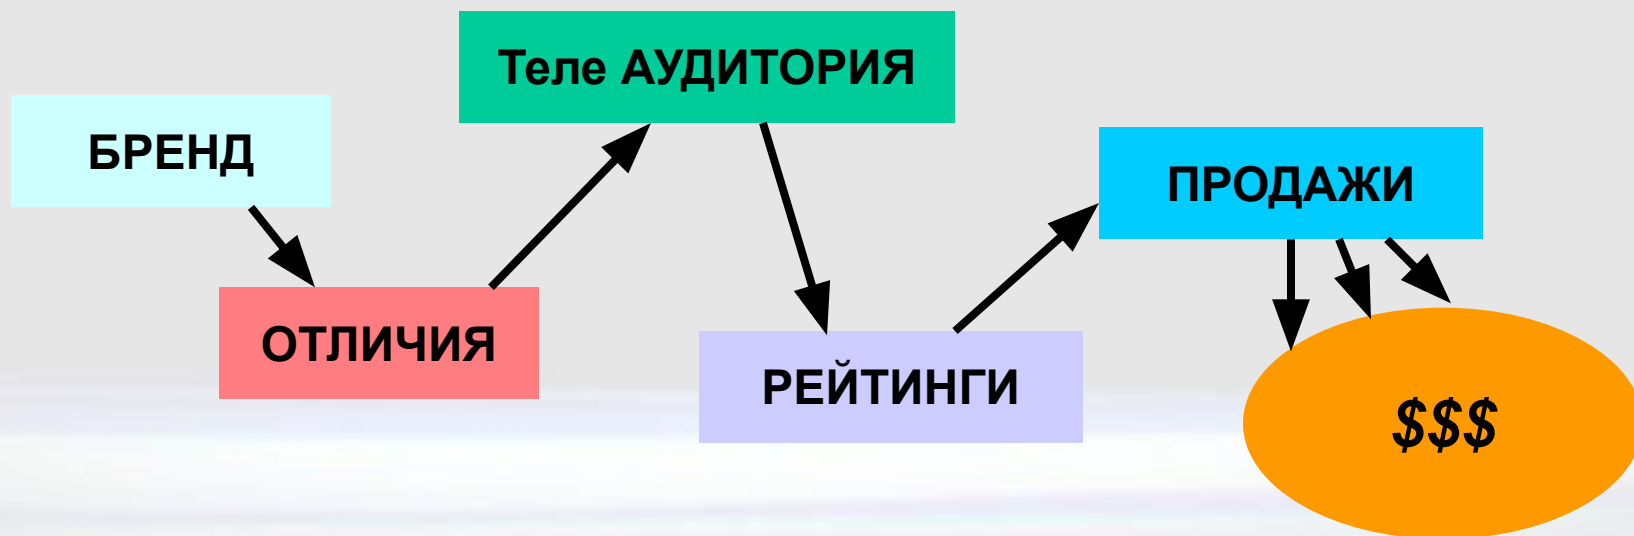 Теле АУДИТОРИЯ
БРЕНД
ПРОДАЖИ
ОТЛИЧИЯ
РЕЙТИНГИ
$$$